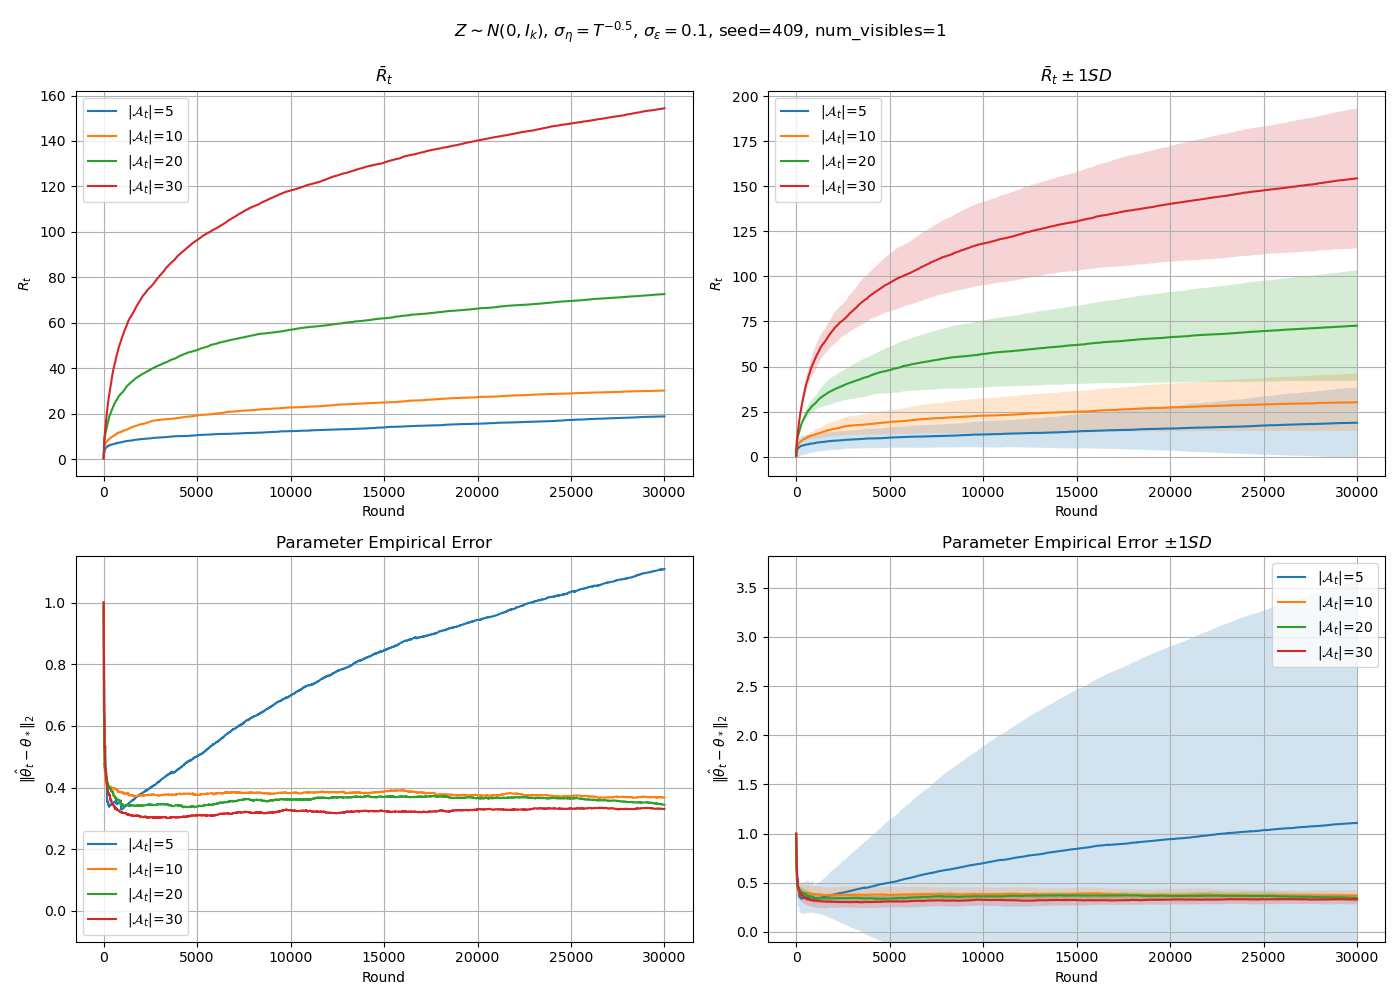 Z ∼ N(0, I_k), σ_η = T^{−0.5}, σ_ε = 0.1, seed=409, num_visibles=1
R̄_t
160
140
120
100
80
60
40
20
0
R_t
|𝒜_t|=5
|𝒜_t|=10
|𝒜_t|=20
|𝒜_t|=30
0 5000 10000 15000 20000 25000 30000
Round
R̄_t ± 1SD
200
175
150
125
100
75
50
25
0
R_t
|𝒜_t|=5
|𝒜_t|=10
|𝒜_t|=20
|𝒜_t|=30
0 5000 10000 15000 20000 25000 30000
Round
Parameter Empirical Error
1.0
0.8
0.6
0.4
0.2
0.0
‖θ̂_t − θ_*‖_2
|𝒜_t|=5
|𝒜_t|=10
|𝒜_t|=20
|𝒜_t|=30
0 5000 10000 15000 20000 25000 30000
Round
Parameter Empirical Error ±1SD
3.5
3.0
2.5
2.0
1.5
1.0
0.5
0.0
‖θ̂_t − θ_*‖_2
|𝒜_t|=5
|𝒜_t|=10
|𝒜_t|=20
|𝒜_t|=30
0 5000 10000 15000 20000 25000 30000
Round